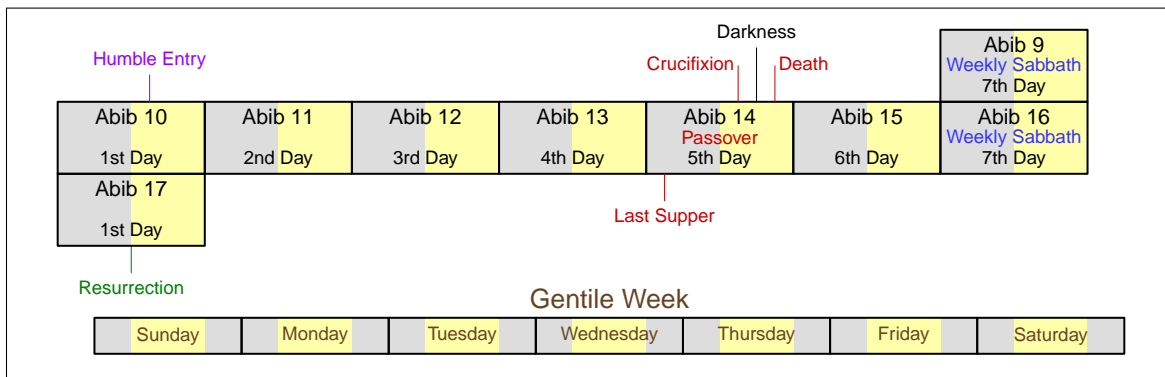 Darkness
Humble Entry
Crucifixion
Death
Abib 9
Weekly Sabbath
7th Day
Abib 10
1st Day
Abib 11
2nd Day
Abib 12
3rd Day
Abib 13
4th Day
Abib 14
Passover
5th Day
Abib 15
6th Day
Abib 16
Weekly Sabbath
7th Day
Abib 17
1st Day
Last Supper
Resurrection
Gentile Week
Sunday
Monday
Tuesday
Wednesday
Thursday
Friday
Saturday